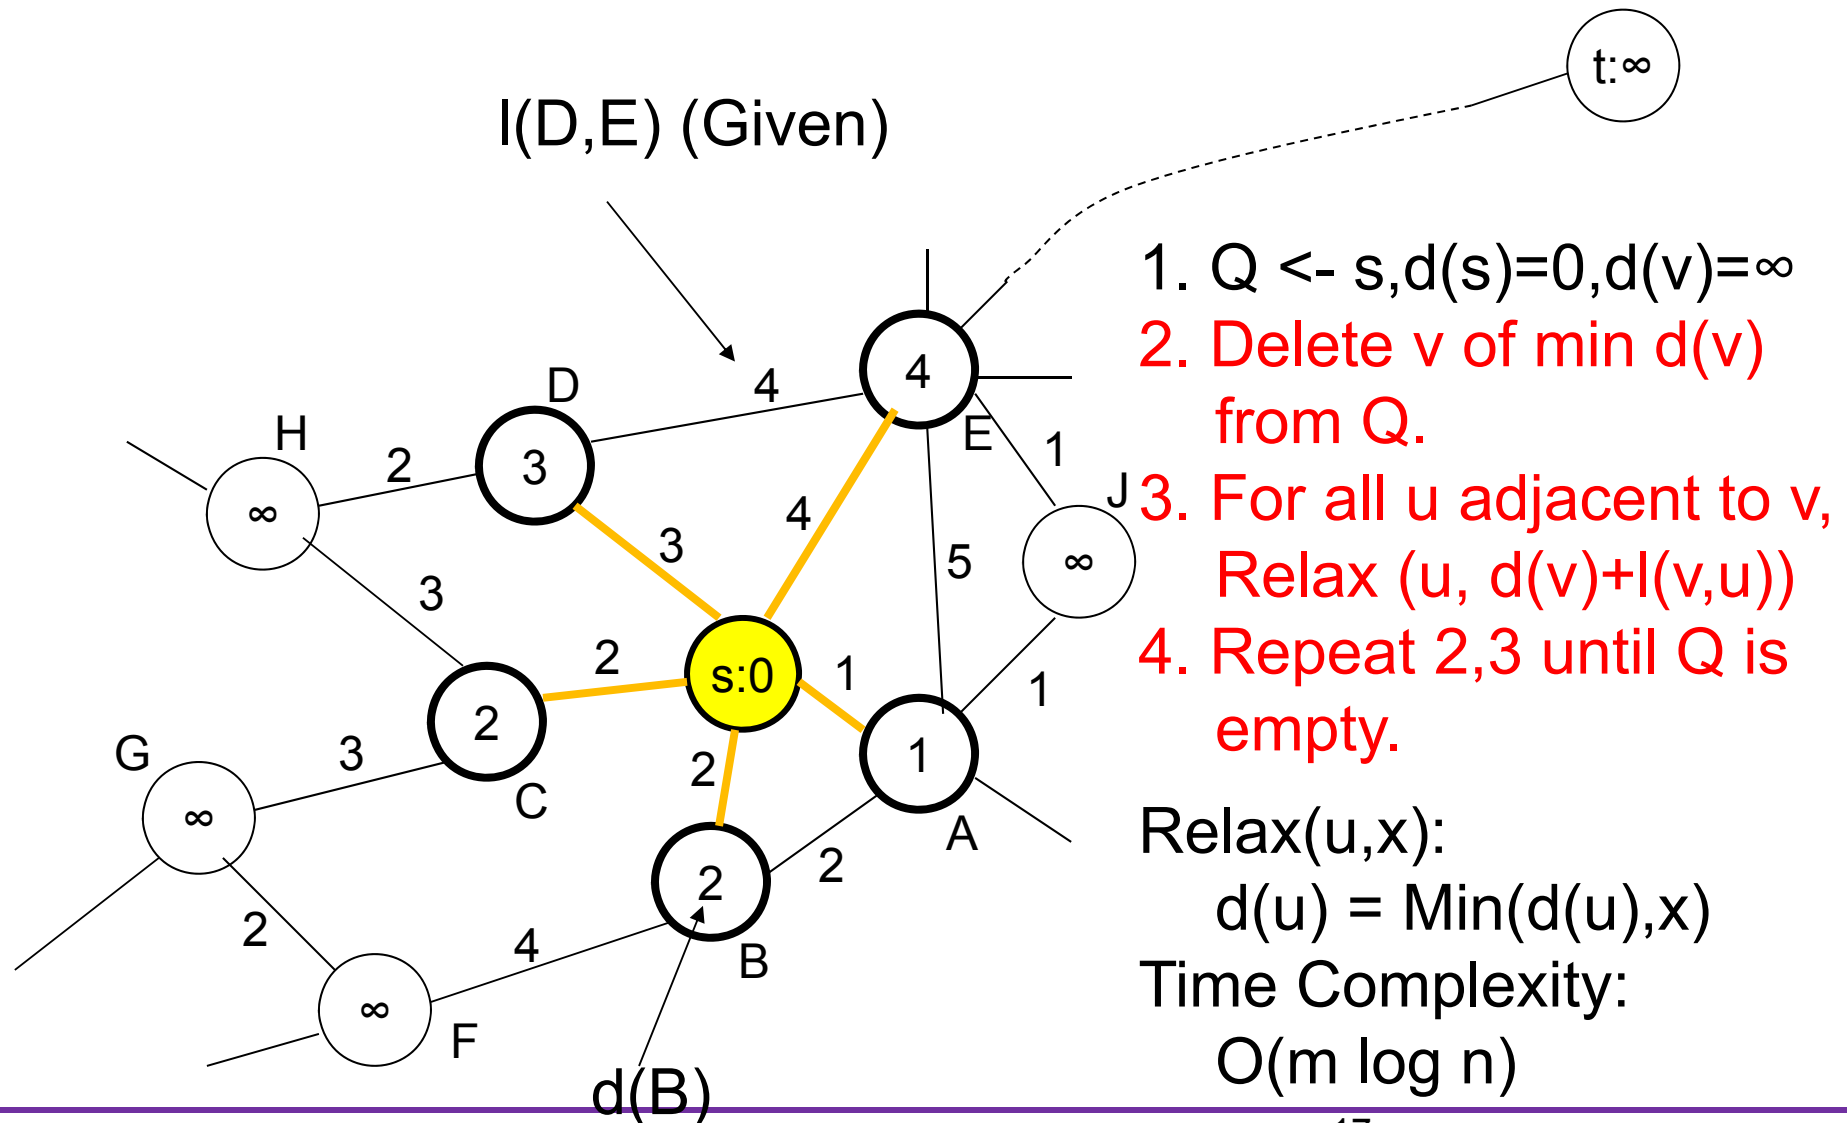 t:∞
l(D,E) (Given)
1. Q <- s,d(s)=0,d(v)=∞
2. Delete v of min d(v)
from Q.
3. For all u adjacent to v,
Relax (u, d(v)+l(v,u))
4. Repeat 2,3 until Q is
empty.
Relax(u,x):
d(u) = Min(d(u),x)
Time Complexity:
O(m log n)
4
D
4
E
H
2
3
1
J
∞
4
3
5
∞
3
2
s:0
1
1
2
G
3
2
1
C
∞
2
A
2
2
B
4
∞
F
d(B)